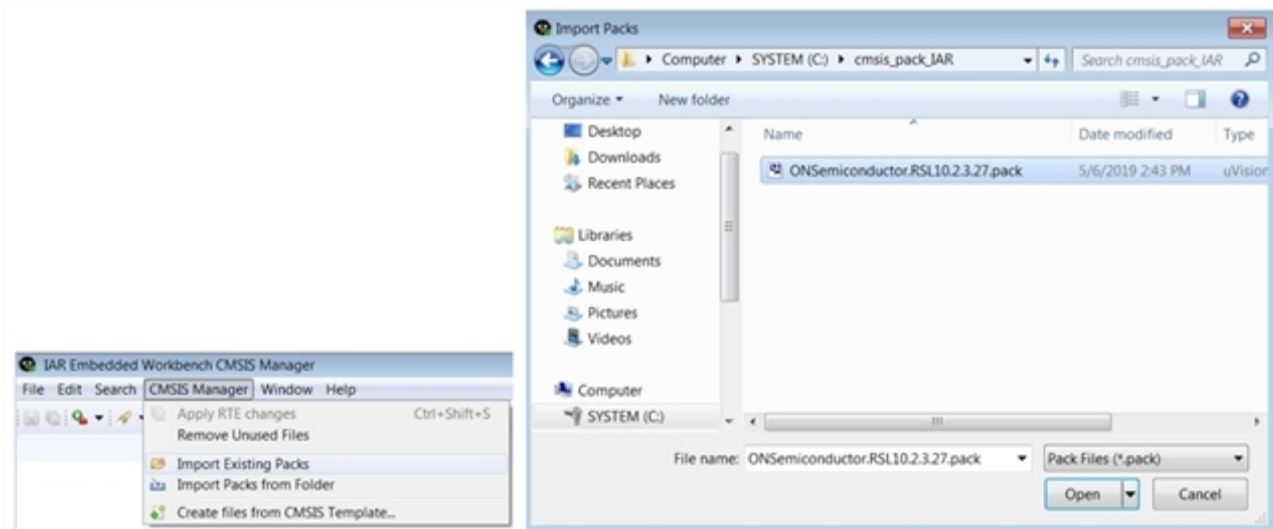 IAR Embedded Workbench CMSIS Manager
File Edit Search CMSIS Manager Window Help
Apply RTE changes Ctrl+Shift+S
Remove Unused Files
Import Existing Packs
Import Packs from Folder
Create files from CMSIS Template...
Import Packs
Computer SYSTEM (C:) cmsis_pack_IAR Search cmsis_pack_IAR
Organize New folder
Desktop
Downloads
Recent Places
Libraries
Documents
Music
Pictures
Videos
Computer
SYSTEM (C:)
Name Date modified Type
ONSemiconductor.RSL10.2.3.27.pack 5/6/2019 2:43 PM uVision
File name: ONSemiconductor.RSL10.2.3.27.pack Pack Files (*.pack)
Open Cancel